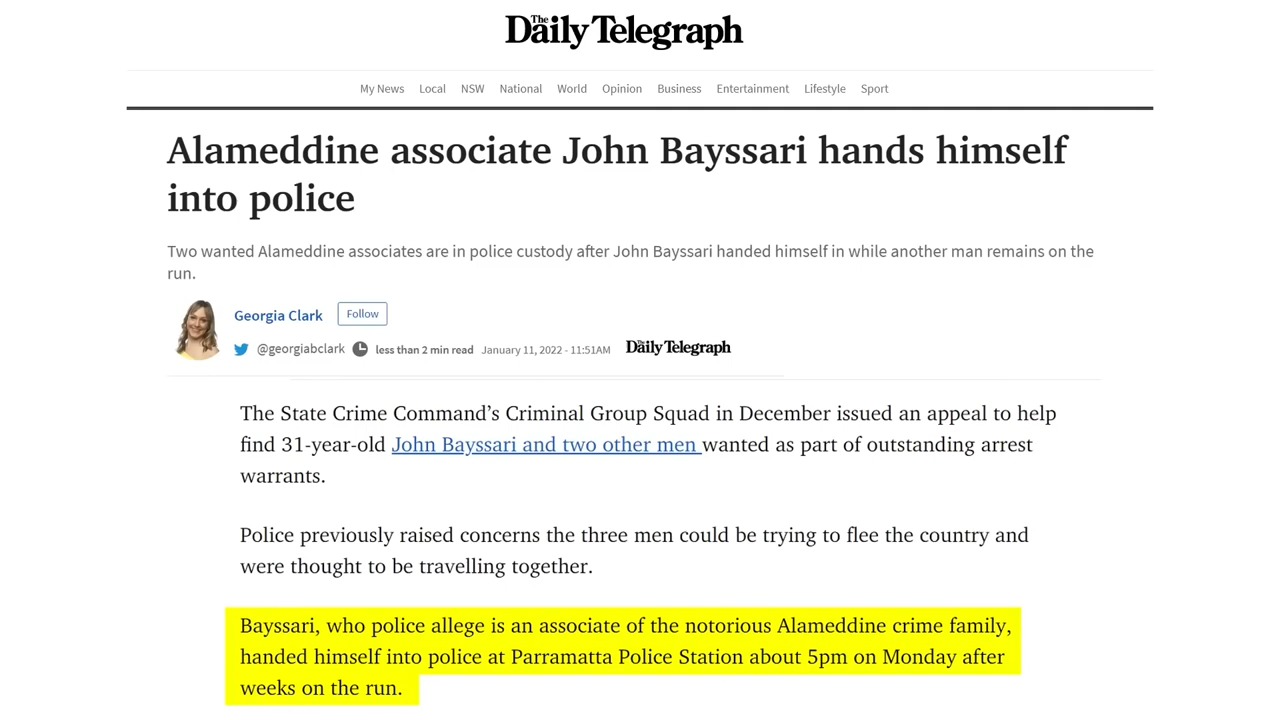 The Daily Telegraph
My News Local NSW National World Opinion Business Entertainment Lifestyle Sport
Alameddine associate John Bayssari hands himself
into police
Two wanted Alameddine associates are in police custody after John Bayssari handed himself in while another man remains on the
run.
Georgia Clark Follow
@georgiabclark less than 2 min read January 11, 2022 - 11:51AM The Daily Telegraph
The State Crime Command’s Criminal Group Squad in December issued an appeal to help
find 31-year-old John Bayssari and two other men wanted as part of outstanding arrest
warrants.
Police previously raised concerns the three men could be trying to flee the country and
were thought to be travelling together.
Bayssari, who police allege is an associate of the notorious Alameddine crime family,
handed himself into police at Parramatta Police Station about 5pm on Monday after
weeks on the run.